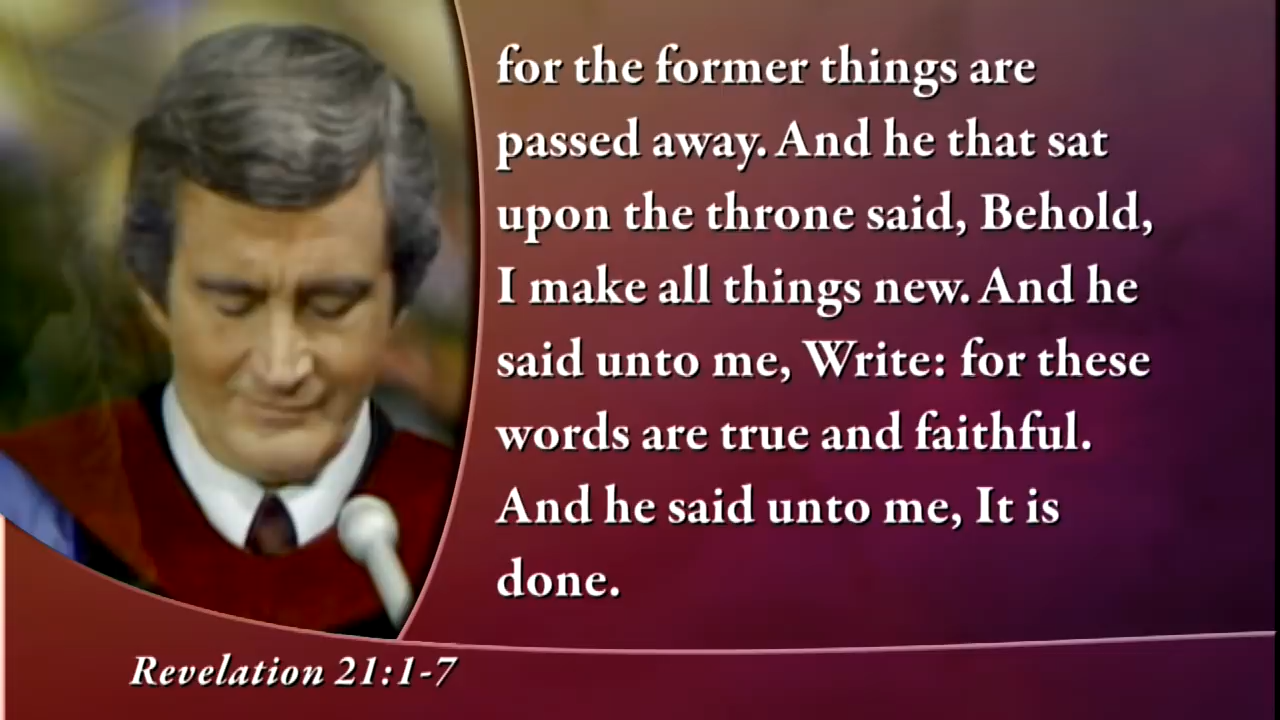 for the former things are
passed away. And he that sat
upon the throne said, Behold,
I make all things new. And he
said unto me, Write: for these
words are true and faithful.
And he said unto me, It is
done.
Revelation 21:1-7